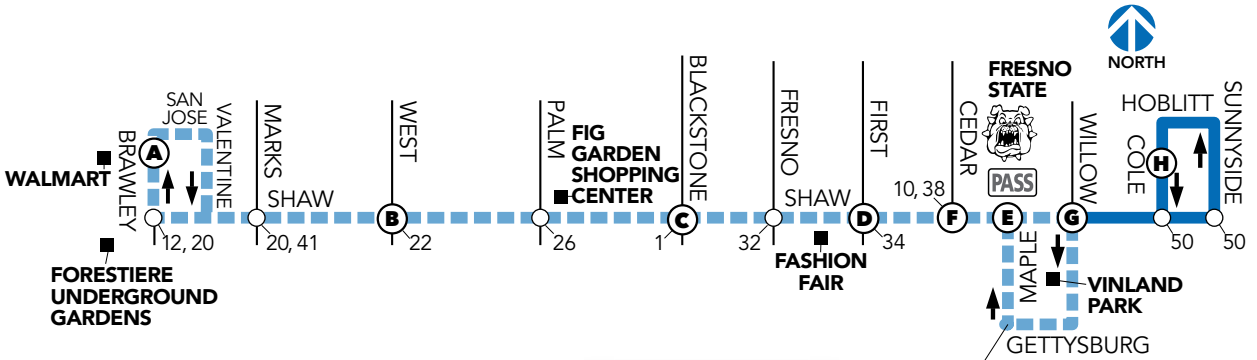 NORTH
WALMART
BRAWLEY
A
SAN
JOSE
VALENTINE
MARKS
SHAW
WEST
B
PALM
FIG
GARDEN
SHOPPING
CENTER
BLACKSTONE
C
FRESNO
SHAW
FIRST
D
10, 38
CEDAR
F
FRESNO
STATE
PASS
E
MAPLE
WILLOW
G
HOBLITT
COLE
H
SUNNYSIDE
12, 20
20, 41
22
26
1
32
34
50
50
FORESTIERE
UNDERGROUND
GARDENS
FASHION
FAIR
VINLAND
PARK
GETTYSBURG